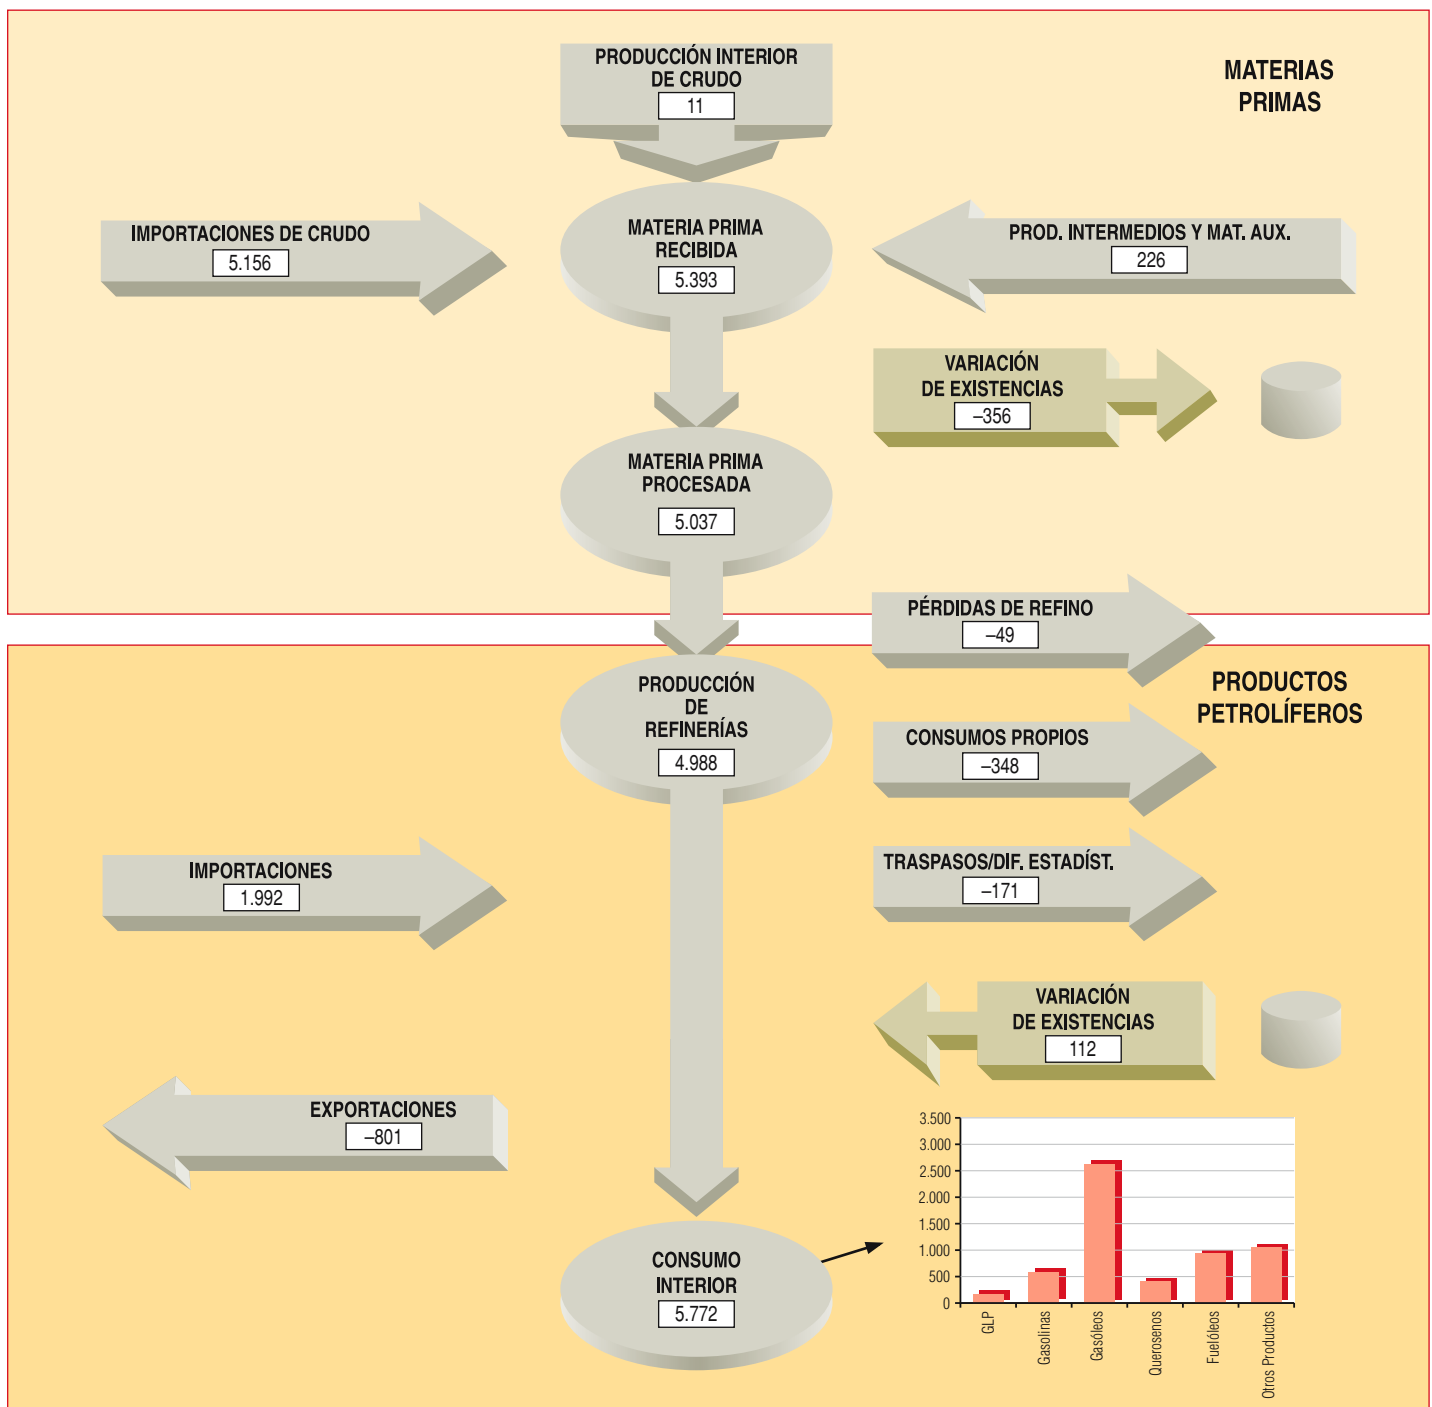 PRODUCCIÓN INTERIOR
DE CRUDO
11
MATERIAS
PRIMAS
IMPORTACIONES DE CRUDO
5.156
MATERIA PRIMA
RECIBIDA
5.393
PROD. INTERMEDIOS Y MAT. AUX.
226
VARIACIÓN
DE EXISTENCIAS
–356
MATERIA PRIMA
PROCESADA
5.037
PÉRDIDAS DE REFINO
–49
PRODUCTOS
PETROLÍFEROS
PRODUCCIÓN
DE
REFINERÍAS
4.988
CONSUMOS PROPIOS
–348
IMPORTACIONES
1.992
TRASPASOS/DIF. ESTADÍST.
–171
VARIACIÓN
DE EXISTENCIAS
112
EXPORTACIONES
–801
CONSUMO
INTERIOR
5.772
3.500
3.000
2.500
2.000
1.500
1.000
500
0
GLP
Gasolinas
Gasóleos
Querosenos
Fuelóleos
Otros Productos